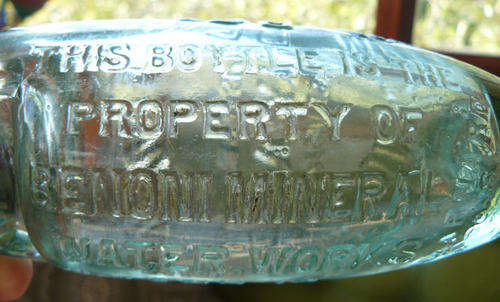 THIS BOTTLE IS THE
PROPERTY OF
BENONI MINERAL
WATER WORKS